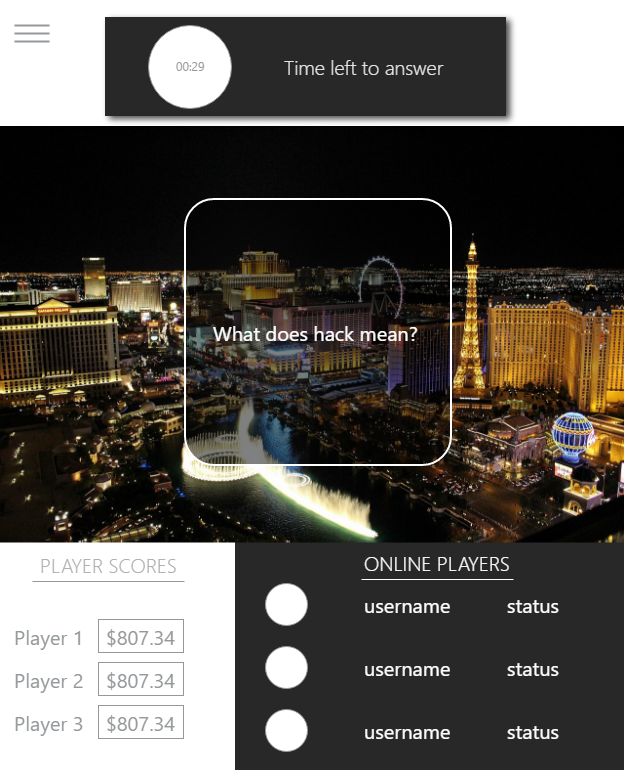 00:29
Time left to answer
What does hack mean?
PLAYER SCORES
Player 1 $807.34
Player 2 $807.34
Player 3 $807.34
ONLINE PLAYERS
username status
username status
username status